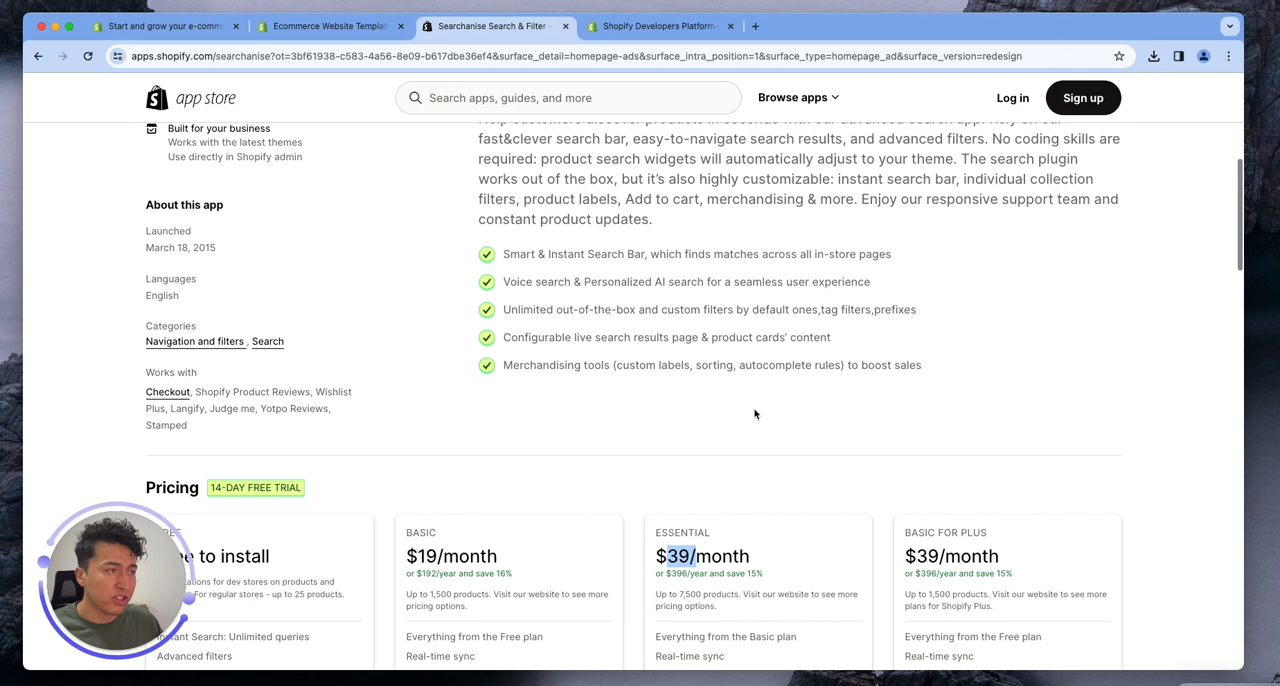 Start and grow your e-comm
Ecommerce Website Templat
Searchanise Search & Filter -
Shopify Developers Platform
apps.shopify.com/searchanise?ot=3bf61938-c583-4a56-8e09-b617dbe36ef4&surface_detail=homepage-ads&surface_intra_position=1&surface_type=homepage_ad&surface_version=redesign
app store
Search apps, guides, and more
Browse apps
Log in
Sign up
Built for your business
Works with the latest themes
Use directly in Shopify admin
About this app
Launched
March 18, 2015
Languages
English
Categories
Navigation and filters , Search
Works with
Checkout, Shopify Product Reviews, Wishlist
Plus, Langify, Judge me, Yotpo Reviews,
Stamped
Help customers discover products in seconds with our advanced search app. Rely on our
fast&clever search bar, easy-to-navigate search results, and advanced filters. No coding skills are
required: product search widgets will automatically adjust to your theme. The search plugin
works out of the box, but it’s also highly customizable: instant search bar, individual collection
filters, product labels, Add to cart, merchandising & more. Enjoy our responsive support team and
constant product updates.
Smart & Instant Search Bar, which finds matches across all in-store pages
Voice search & Personalized AI search for a seamless user experience
Unlimited out-of-the-box and custom filters by default ones,tag filters,prefixes
Configurable live search results page & product cards’ content
Merchandising tools (custom labels, sorting, autocomplete rules) to boost sales
Pricing
14-DAY FREE TRIAL
to install
for dev stores on products and
For regular stores - up to 25 products.
Instant Search: Unlimited queries
Advanced filters
BASIC
$19/month
or $192/year and save 16%
Up to 1,500 products. Visit our website to see more
pricing options.
Everything from the Free plan
Real-time sync
ESSENTIAL
$39/month
or $396/year and save 15%
Up to 7,500 products. Visit our website to see more
pricing options.
Everything from the Basic plan
Real-time sync
BASIC FOR PLUS
$39/month
or $396/year and save 15%
Up to 1,500 products. Visit our website to see more
plans for Shopify Plus.
Everything from the Free plan
Real-time sync